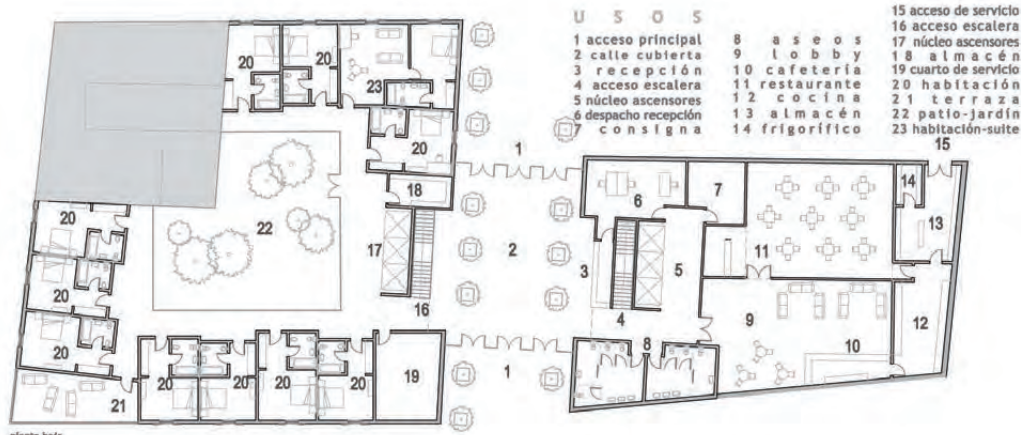 USOS
1 acceso principal
2 calle cubierta
3 recepción
4 acceso escalera
5 núcleo ascensores
6 despacho recepción
7 consigna
8 aseos
9 lobby
10 cafetería
11 restaurante
12 cocina
13 almacén
14 frigorífico
15 acceso de servicio
16 acceso escalera
17 núcleo ascensores
18 almacén
19 cuarto de servicio
20 habitación
21 terraza
22 patio-jardín
23 habitación-suite
20
20
23
20
18
1
15
14
6
7
13
20
22
17
2
3
5
11
20
16
4
9
12
20
8
10
20
20
20
20
19
1
21
planta baja